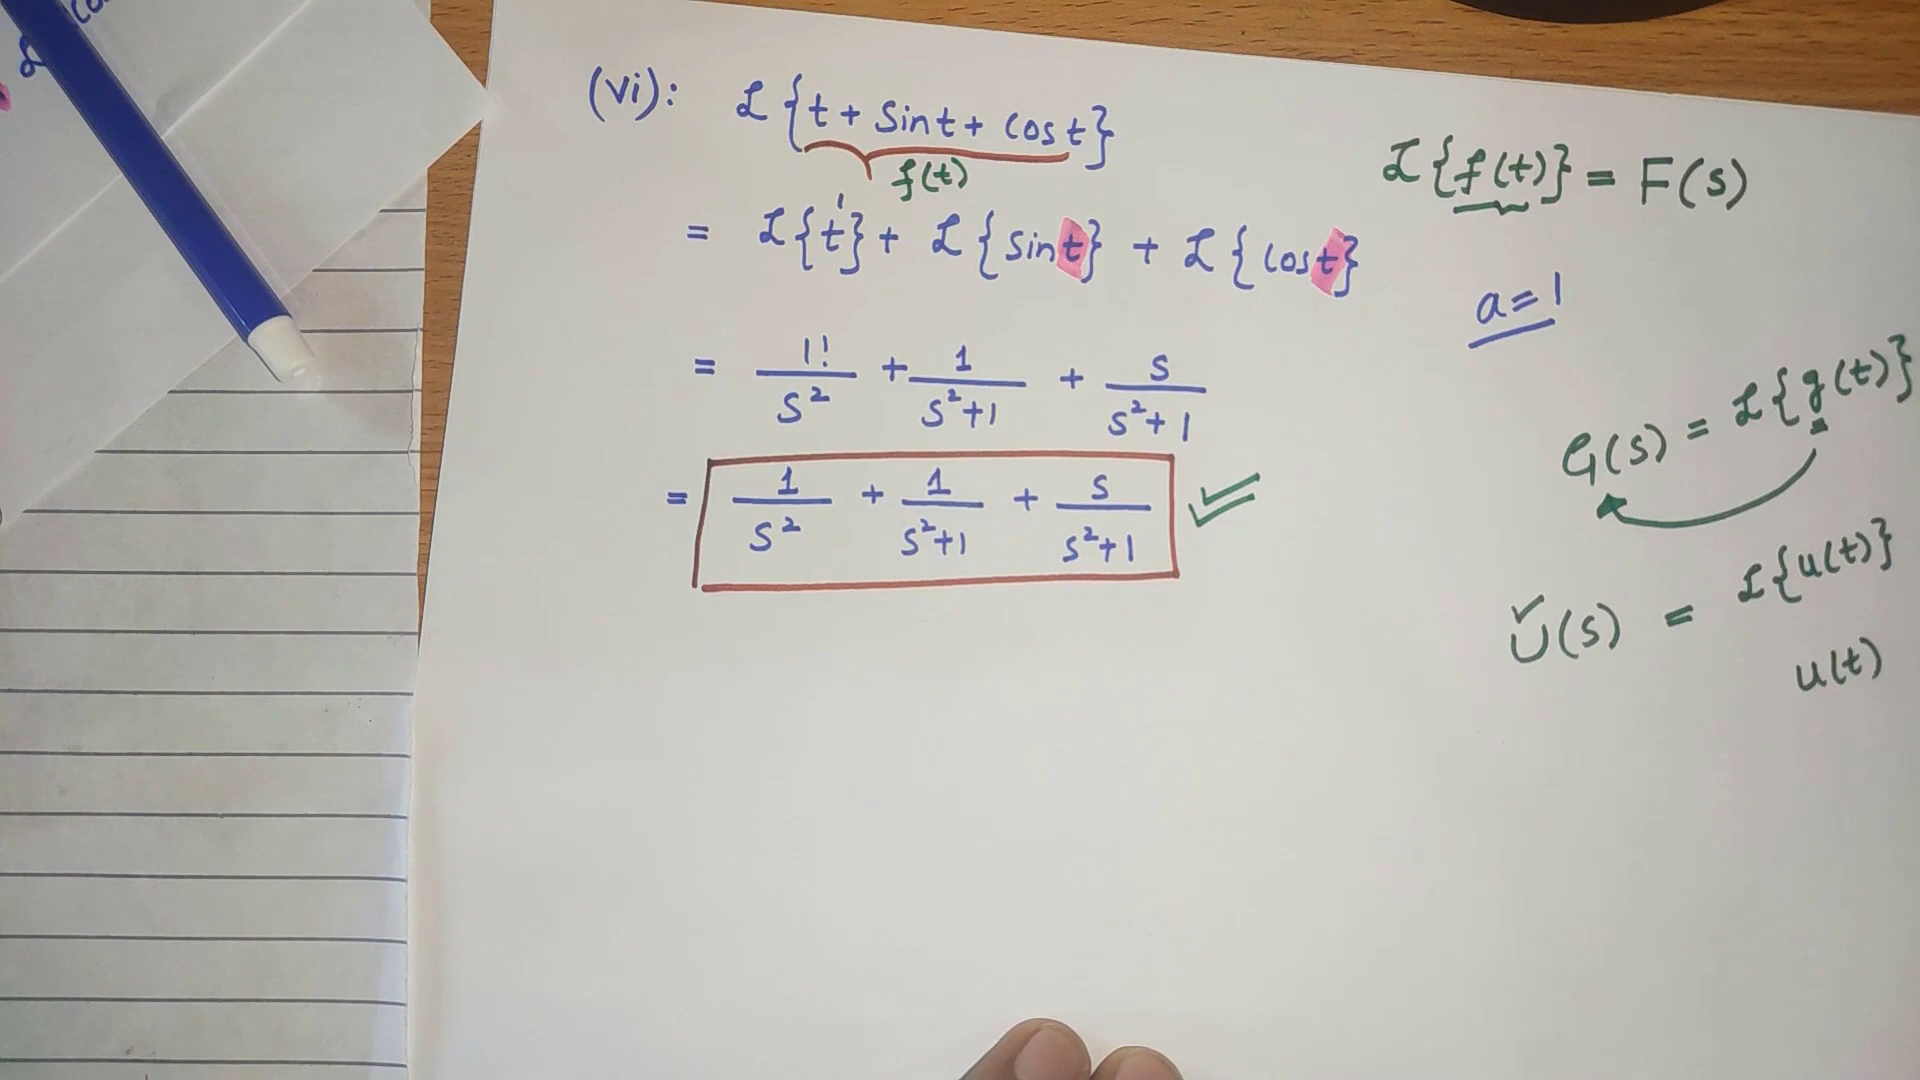 (vi): ℒ{t + Sint + Cost}
f(t)
= ℒ{t¹} + ℒ{Sint} + ℒ{Cost}
= 1!/S² + 1/(S²+1) + S/(S²+1)
= 1/S² + 1/(S²+1) + S/(S²+1)
ℒ{f(t)} = F(S)
a=1
G(S) = ℒ{g(t)}
U(S) = ℒ{u(t)}
u(t)